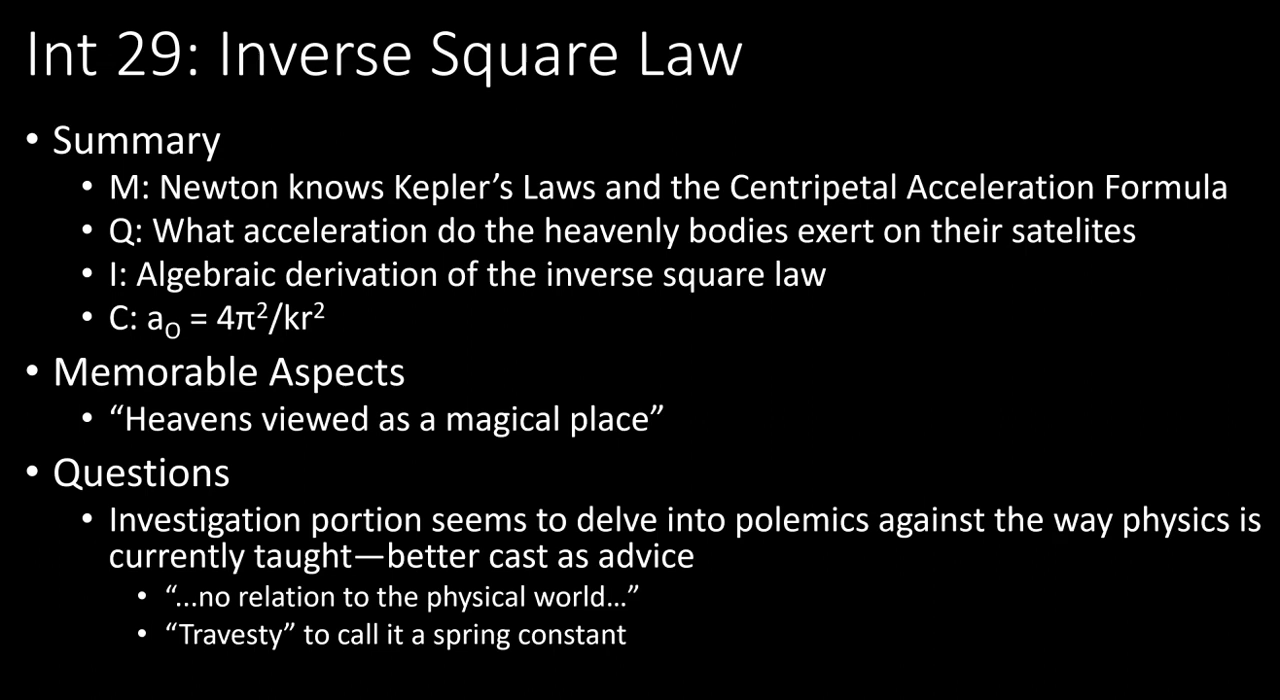 Int 29: Inverse Square Law
• Summary
• M: Newton knows Kepler’s Laws and the Centripetal Acceleration Formula
• Q: What acceleration do the heavenly bodies exert on their satelites
• I: Algebraic derivation of the inverse square law
• C: a_O = 4π²/kr²
• Memorable Aspects
• “Heavens viewed as a magical place”
• Questions
• Investigation portion seems to delve into polemics against the way physics is
currently taught—better cast as advice
• “...no relation to the physical world…”
• “Travesty” to call it a spring constant